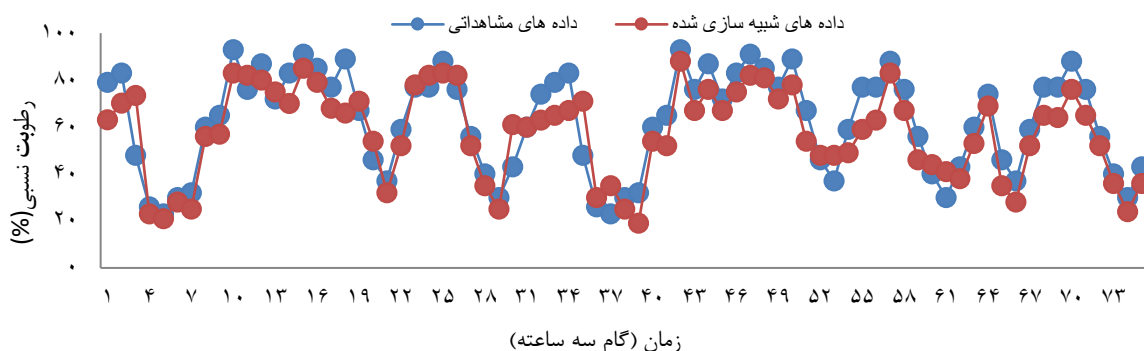 داده های مشاهداتی داده های شبیه سازی شده
رطوبت نسبی(%)
۱۰۰
۸۰
۶۰
۴۰
۲۰
۰
۱ ۴ ۷ ۱۰ ۱۳ ۱۶ ۱۹ ۲۲ ۲۵ ۲۸ ۳۱ ۳۴ ۳۷ ۴۰ ۴۳ ۴۶ ۴۹ ۵۲ ۵۵ ۵۸ ۶۱ ۶۴ ۶۷ ۷۰ ۷۳
زمان (گام سه ساعته)